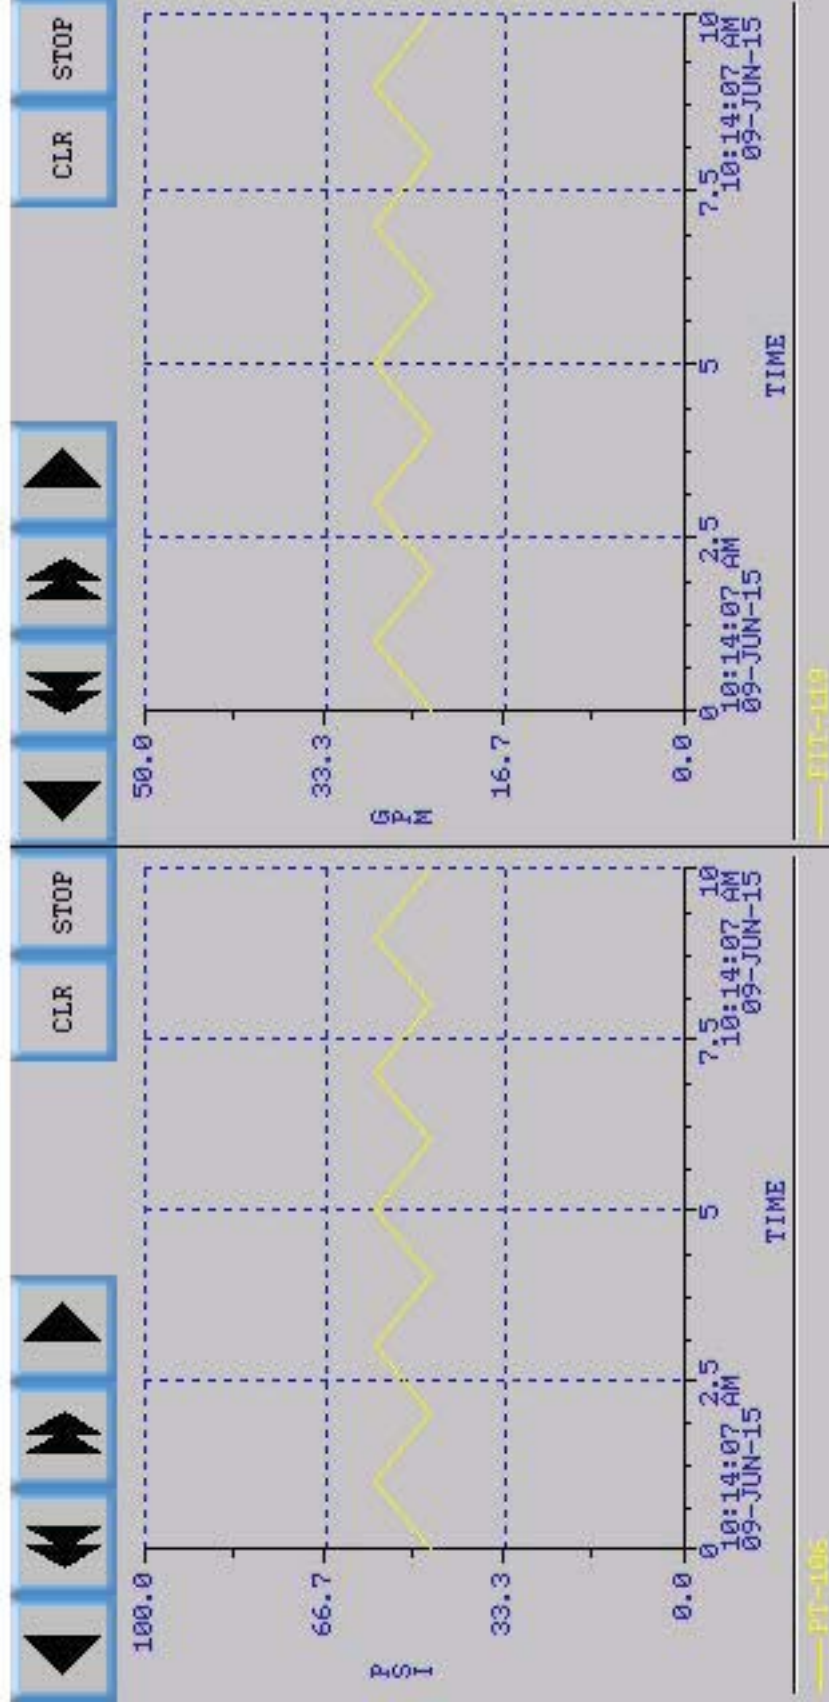 CLR STOP
100.0
66.7
33.3
0.0
PSI
0 2.5 5 7.5 10
10:14:07 AM 10:14:07 AM
09-JUN-15 09-JUN-15
TIME
PT-106
CLR STOP
50.0
33.3
16.7
0.0
GPM
0 2.5 5 7.5 10
10:14:07 AM 10:14:07 AM
09-JUN-15 09-JUN-15
TIME
FIT-119